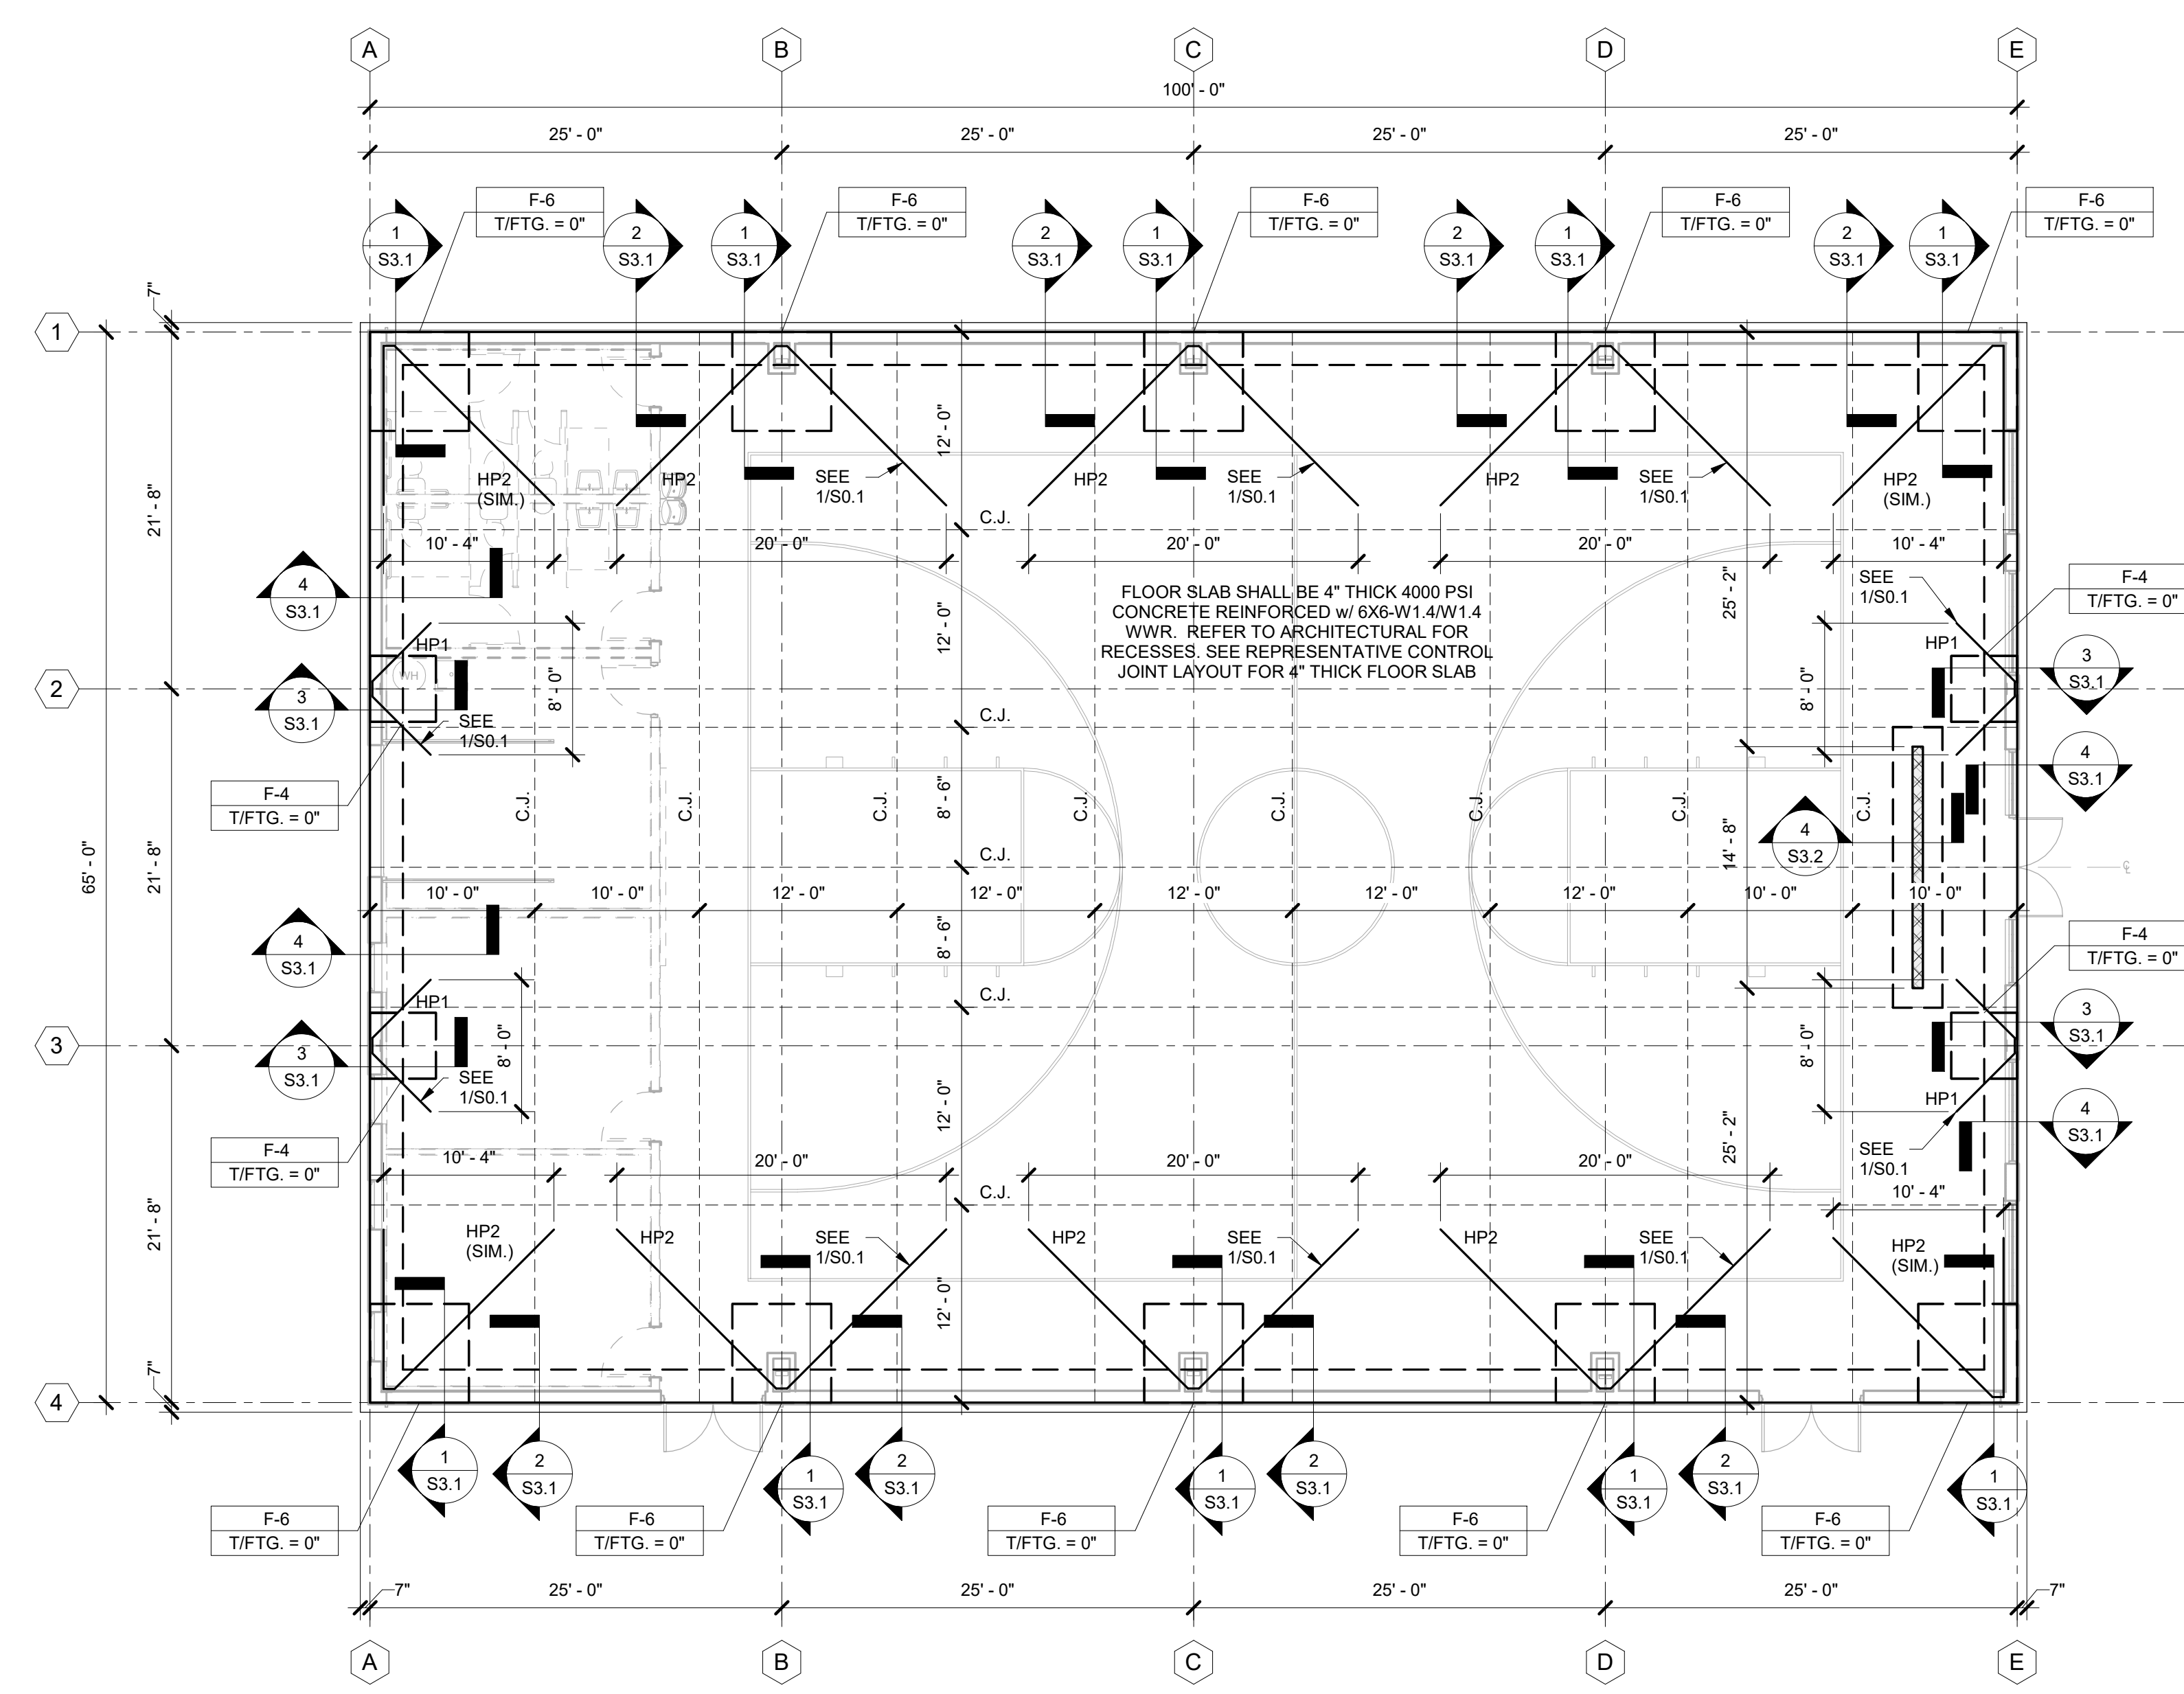 A
B
C
D
E
100' - 0"
25' - 0"
25' - 0"
25' - 0"
25' - 0"
F-6
T/FTG. = 0"
F-6
T/FTG. = 0"
F-6
T/FTG. = 0"
F-6
T/FTG. = 0"
F-6
T/FTG. = 0"
1
S3.1
2
S3.1
1
S3.1
2
S3.1
1
S3.1
2
S3.1
1
S3.1
2
S3.1
1
S3.1
7"
1
21' - 8"
12' - 0"
HP2
(SIM.)
HP2
SEE
1/S0.1
HP2
SEE
1/S0.1
HP2
SEE
1/S0.1
HP2
(SIM.)
C.J.
10' - 4"
20' - 0"
20' - 0"
20' - 0"
10' - 4"
4
S3.1
FLOOR SLAB SHALL BE 4" THICK 4000 PSI
CONCRETE REINFORCED w/ 6X6-W1.4/W1.4
WWR. REFER TO ARCHITECTURAL FOR
RECESSES. SEE REPRESENTATIVE CONTROL
JOINT LAYOUT FOR 4" THICK FLOOR SLAB
12' - 0"
25' - 2"
SEE
1/S0.1
F-4
T/FTG. = 0"
HP1
HP1
WH
2
3
S3.1
8' - 0"
8' - 0"
3
S3.1
SEE
1/S0.1
C.J.
4
S3.1
F-4
T/FTG. = 0"
C.J.
C.J.
C.J.
8' - 6"
C.J.
C.J.
C.J.
C.J.
C.J.
4
S3.2
14' - 8"
65' - 0"
21' - 8"
C.J.
10' - 0"
10' - 0"
12' - 0"
12' - 0"
12' - 0"
12' - 0"
12' - 0"
10' - 0"
10' - 0"
4
S3.1
8' - 6"
F-4
T/FTG. = 0"
HP1
C.J.
3
3
S3.1
8' - 0"
8' - 0"
3
S3.1
SEE
1/S0.1
12' - 0"
HP1
25' - 2"
4
S3.1
F-4
T/FTG. = 0"
SEE
1/S0.1
10' - 4"
20' - 0"
20' - 0"
20' - 0"
C.J.
10' - 4"
21' - 8"
HP2
(SIM.)
HP2
SEE
1/S0.1
HP2
SEE
1/S0.1
HP2
SEE
1/S0.1
HP2
(SIM.)
12' - 0"
7"
4
1
S3.1
2
S3.1
1
S3.1
2
S3.1
1
S3.1
2
S3.1
1
S3.1
2
S3.1
1
S3.1
F-6
T/FTG. = 0"
F-6
T/FTG. = 0"
F-6
T/FTG. = 0"
F-6
T/FTG. = 0"
F-6
T/FTG. = 0"
7"
25' - 0"
25' - 0"
25' - 0"
25' - 0"
7"
A
B
C
D
E